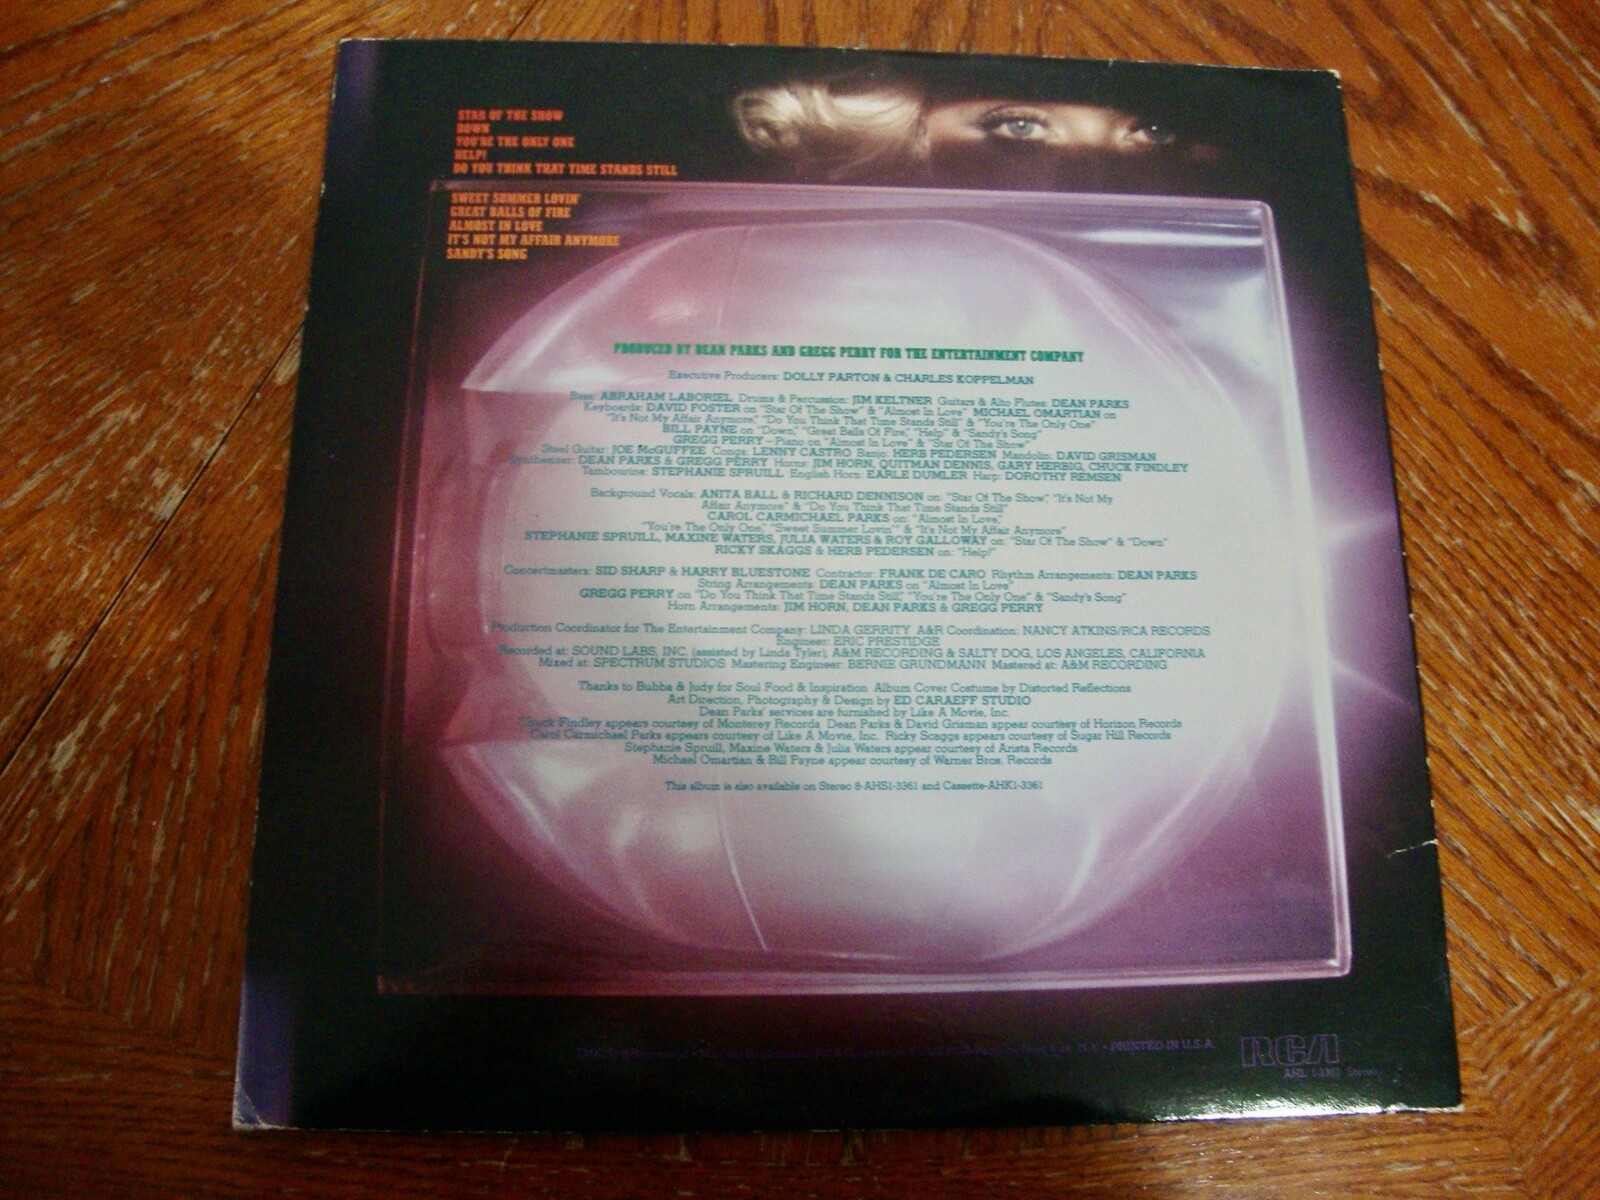 STAR OF THE SHOW
DOWN
YOU'RE THE ONLY ONE
HELP!
DO YOU THINK THAT TIME STANDS STILL
SWEET SUMMER LOVIN'
GREAT BALLS OF FIRE
ALMOST IN LOVE
IT'S NOT MY AFFAIR ANYMORE
SANDY'S SONG
PRODUCED BY DEAN PARKS AND GREGG PERRY FOR THE ENTERTAINMENT COMPANY
Executive Producers: DOLLY PARTON & CHARLES KOPPELMAN
Bass: ABRAHAM LABORIEL Drums & Percussion: JIM KELTNER Guitars & Alto Flutes: DEAN PARKS
Keyboards: DAVID FOSTER on "Star Of The Show" & "Almost In Love" MICHAEL OMARTIAN on
"It's Not My Affair Anymore," "Do You Think That Time Stands Still" & "You're The Only One"
BILL PAYNE on "Down," "Great Balls Of Fire," "Help" & "Sandy's Song"
GREGG PERRY—Piano on "Almost In Love" & "Star Of The Show"
Steel Guitar: JOE McGUFFEE Conga: LENNY CASTRO Banjo: HERB PEDERSEN Mandolin: DAVID GRISMAN
Synthesizer: DEAN PARKS & GREGG PERRY Horns: JIM HORN, QUITMAN DENNIS, GARY HERBIG, CHUCK FINDLEY
Tambourine: STEPHANIE SPRUILL English Horn: EARLE DUMLER Harp: DOROTHY REMSEN
Background Vocals: ANITA BALL & RICHARD DENNISON on: "Star Of The Show," "It's Not My
Affair Anymore" & "Do You Think That Time Stands Still"
CAROL CARMICHAEL PARKS on: "Almost In Love,"
"You're The Only One," "Sweet Summer Lovin'" & "It's Not My Affair Anymore"
STEPHANIE SPRUILL, MAXINE WATERS, JULIA WATERS & ROY GALLOWAY on: "Star Of The Show" & "Down"
RICKY SKAGGS & HERB PEDERSEN on: "Help!"
Concertmasters: SID SHARP & HARRY BLUESTONE Contractor: FRANK DE CARO Rhythm Arrangements: DEAN PARKS
String Arrangements: DEAN PARKS on "Almost In Love"
GREGG PERRY on "Do You Think That Time Stands Still," "You're The Only One" & "Sandy's Song"
Horn Arrangements: JIM HORN, DEAN PARKS & GREGG PERRY
Production Coordinator for The Entertainment Company: LINDA GERRITY A&R Coordination: NANCY ATKINS/RCA RECORDS
Engineer: ERIC PRESTIDGE
Recorded at: SOUND LABS, INC. (assisted by Linda Tyler), A&M RECORDING & SALTY DOG, LOS ANGELES, CALIFORNIA
Mixed at: SPECTRUM STUDIOS Mastering Engineer: BERNIE GRUNDMANN Mastered at: A&M RECORDING
Thanks to Bubba & Judy for Soul Food & Inspiration Album Cover Costume by Distorted Reflections
Art Direction, Photography & Design by ED CARAEFF STUDIO
Dean Parks' services are furnished by Like A Movie, Inc.
Chuck Findley appears courtesy of Monterey Records Dean Parks & David Grisman appear courtesy of Horizon Records
Carol Carmichael Parks appears courtesy of Like A Movie, Inc. Ricky Scaggs appears courtesy of Sugar Hill Records
Stephanie Spruill, Maxine Waters & Julia Waters appear courtesy of Arista Records
Michael Omartian & Bill Payne appear courtesy of Warner Bros. Records
This album is also available on Stereo 8-AHS1-3361 and Cassette-AHK1-3361
New York, N.Y. • PRINTED IN U.S.A.
RCA
AHL 1-3361 Stereo